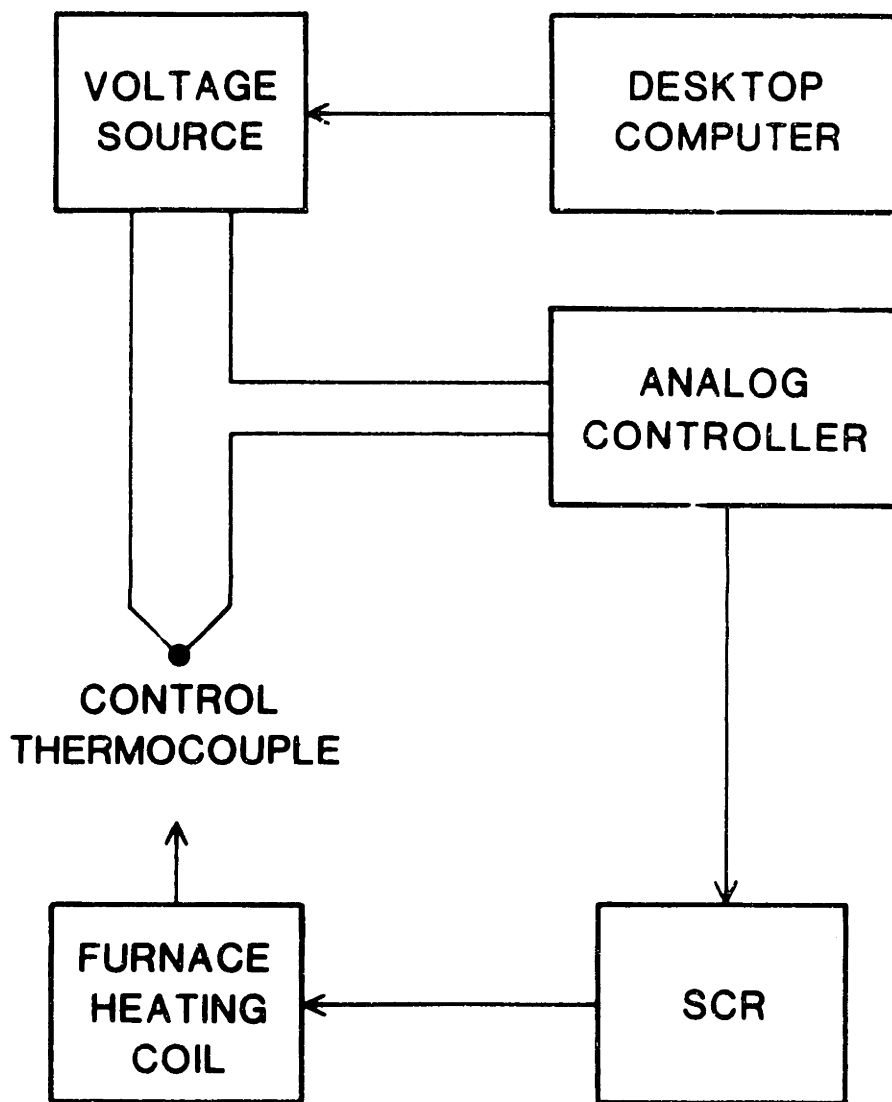 VOLTAGE
SOURCE
DESKTOP
COMPUTER
ANALOG
CONTROLLER
CONTROL
THERMOCOUPLE
FURNACE
HEATING
COIL
SCR